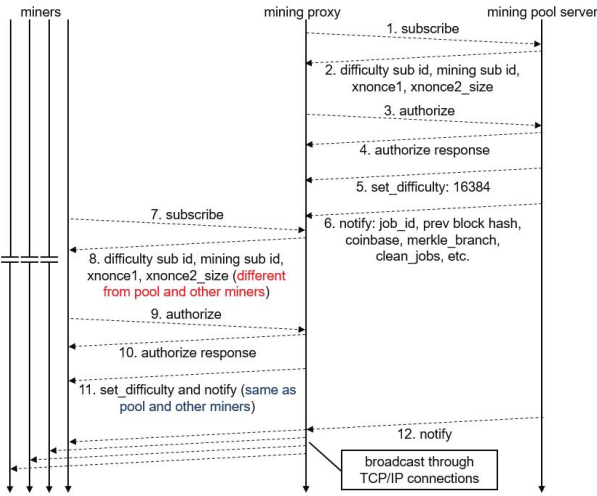 miners
mining proxy
mining pool server
1. subscribe
2. difficulty sub id, mining sub id,
xnonce1, xnonce2_size
3. authorize
4. authorize response
5. set_difficulty: 16384
6. notify: job_id, prev block hash,
coinbase, merkle_branch,
clean_jobs, etc.
7. subscribe
8. difficulty sub id, mining sub id,
xnonce1, xnonce2_size (different
from pool and other miners)
9. authorize
10. authorize response
11. set_difficulty and notify (same as
pool and other miners)
12. notify
broadcast through
TCP/IP connections